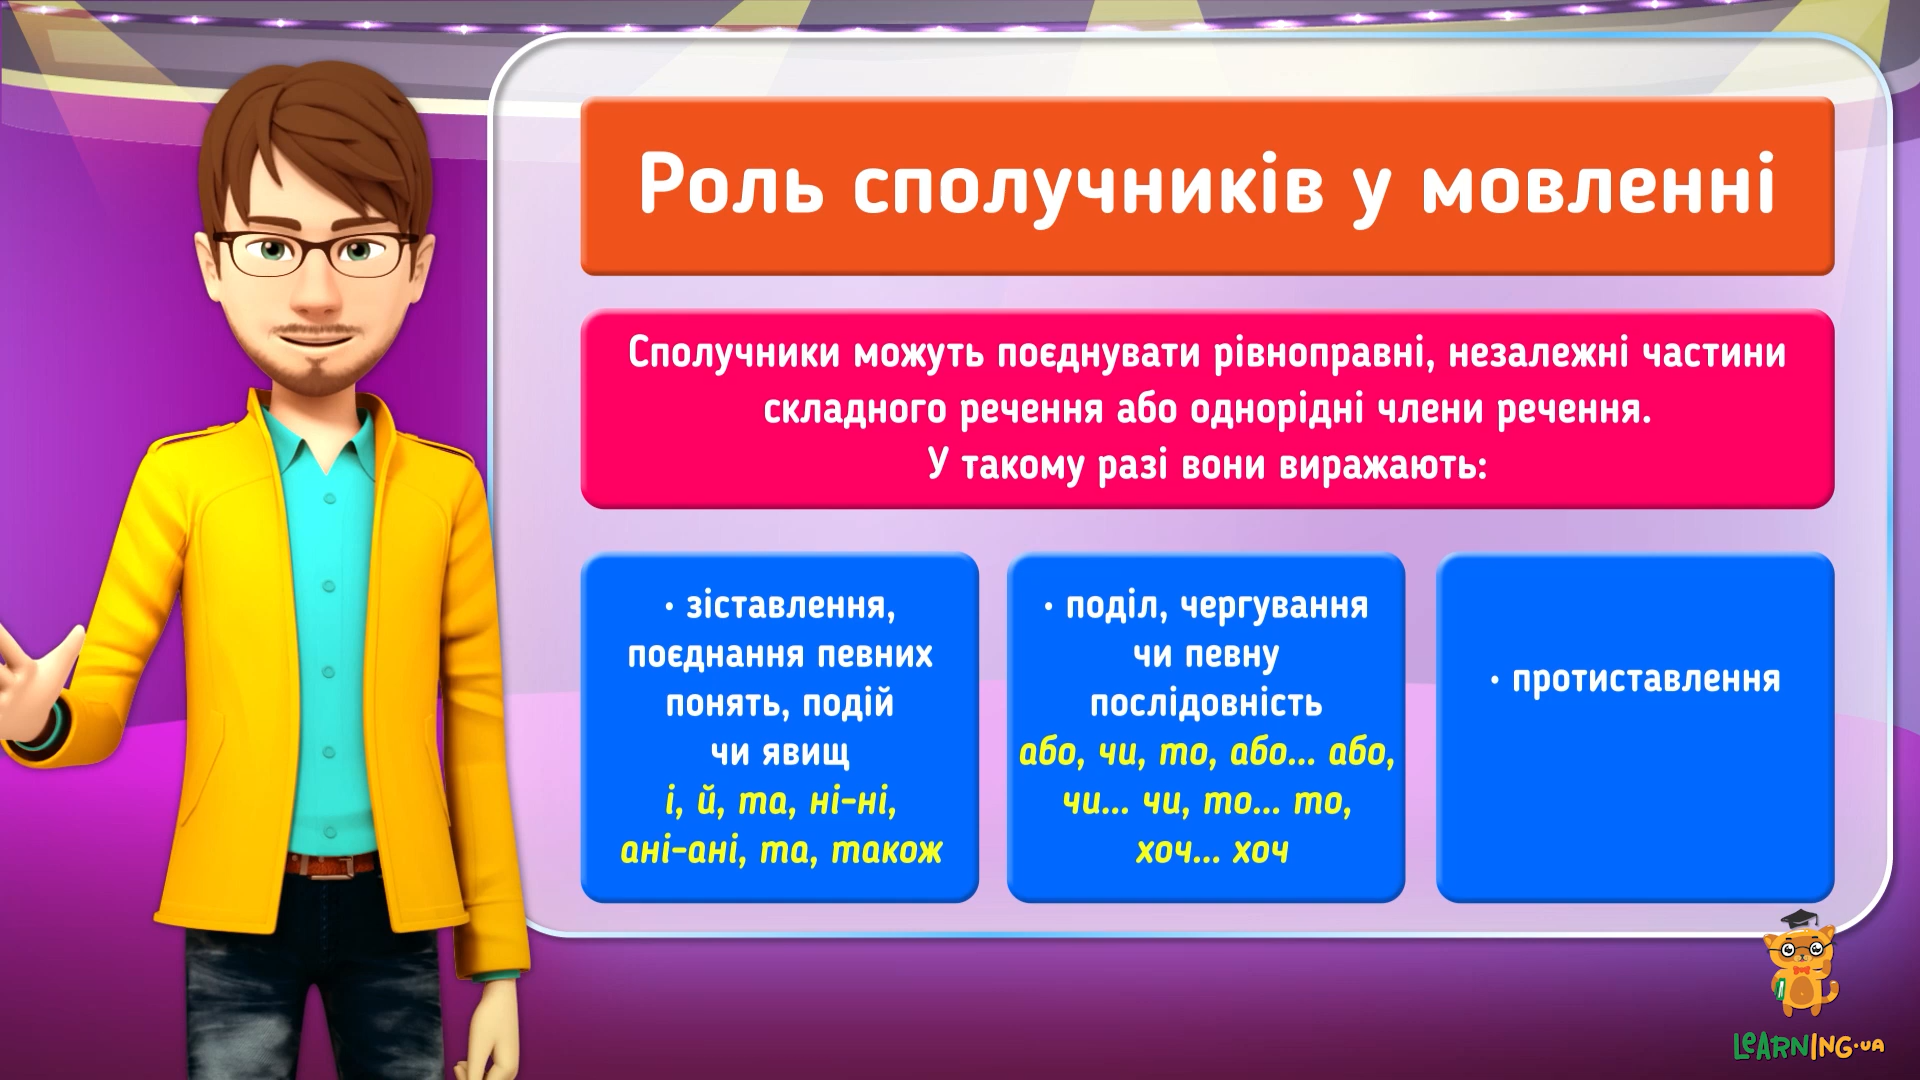 Роль сполучників у мовленні
Сполучники можуть поєднувати рівноправні, незалежні частини
складного речення або однорідні члени речення.
У такому разі вони виражають:
• зіставлення,
поєднання певних
понять, подій
чи явищ
і, й, та, ні-ні,
ані-ані, та, також
• поділ, чергування
чи певну
послідовність
або, чи, то, або... або,
чи... чи, то... то,
хоч... хоч
• протиставлення
LeARNING.UA